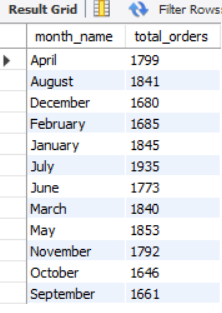 Result Grid Filter Rows:
month_name total_orders
April 1799
August 1841
December 1680
February 1685
January 1845
July 1935
June 1773
March 1840
May 1853
November 1792
October 1646
September 1661